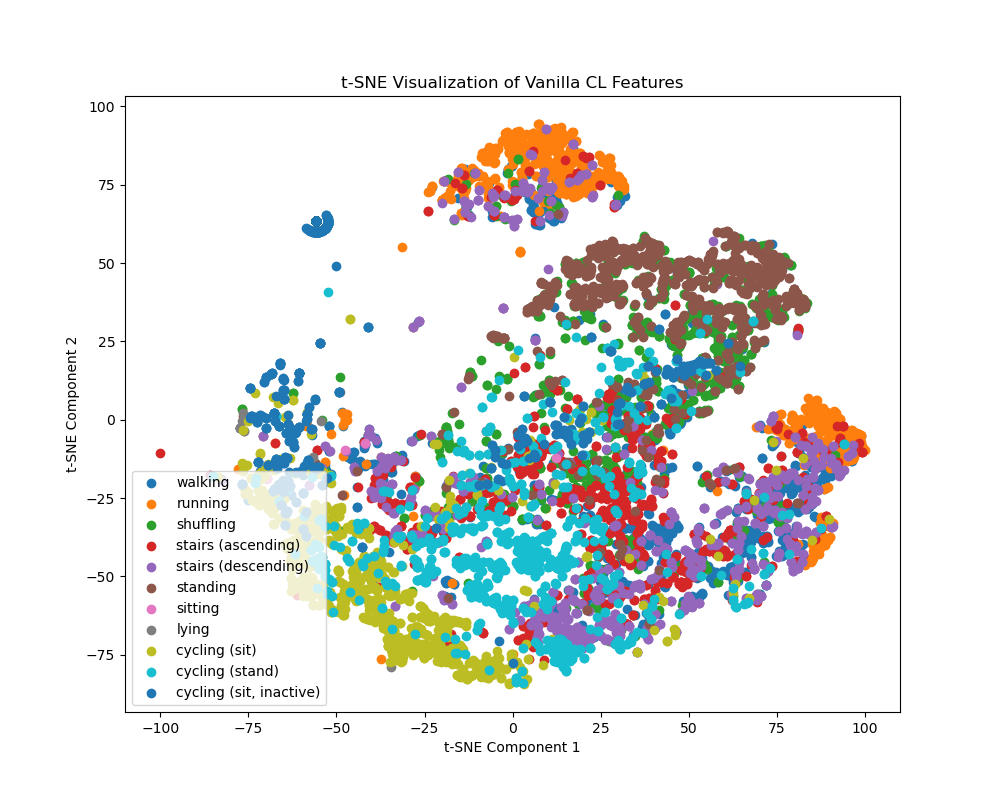 t-SNE Visualization of Vanilla CL Features
100
75
50
25
0
−25
−50
−75
t-SNE Component 2
walking
running
shuffling
stairs (ascending)
stairs (descending)
standing
sitting
lying
cycling (sit)
cycling (stand)
cycling (sit, inactive)
−100
−75
−50
−25
0
25
50
75
100
t-SNE Component 1